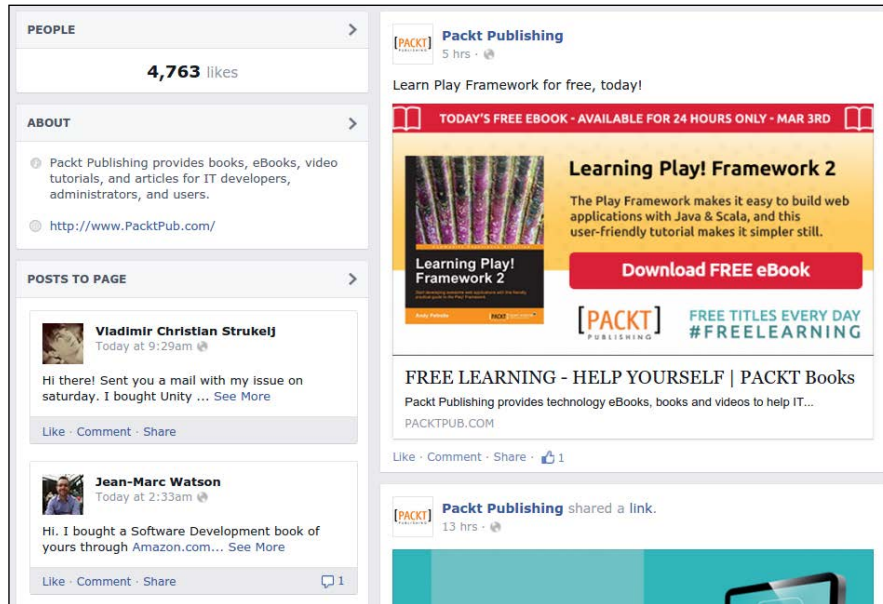 PEOPLE
4,763 likes
ABOUT
Packt Publishing provides books, eBooks, video
tutorials, and articles for IT developers,
administrators, and users.
http://www.PacktPub.com/
POSTS TO PAGE
Vladimir Christian Strukelj
Today at 9:29am
Hi there! Sent you a mail with my issue on
saturday. I bought Unity ... See More
Like · Comment · Share
Jean-Marc Watson
Today at 2:33am
Hi. I bought a Software Development book of
yours through Amazon.com... See More
Like · Comment · Share 1
[PACKT]
PUBLISHING
Packt Publishing
5 hrs ·
Learn Play Framework for free, today!
TODAY'S FREE EBOOK - AVAILABLE FOR 24 HOURS ONLY - MAR 3RD
Learning Play!
Framework 2
Andy Petrella
[PACKT]
Learning Play! Framework 2
The Play Framework makes it easy to build web
applications with Java & Scala, and this
user-friendly tutorial makes it simpler still.
Download FREE eBook
[PACKT]
PUBLISHING
FREE TITLES EVERY DAY
#FREELEARNING
FREE LEARNING - HELP YOURSELF | PACKT Books
Packt Publishing provides technology eBooks, books and videos to help IT...
PACKTPUB.COM
Like · Comment · Share · 1
[PACKT]
PUBLISHING
Packt Publishing shared a link.
13 hrs ·